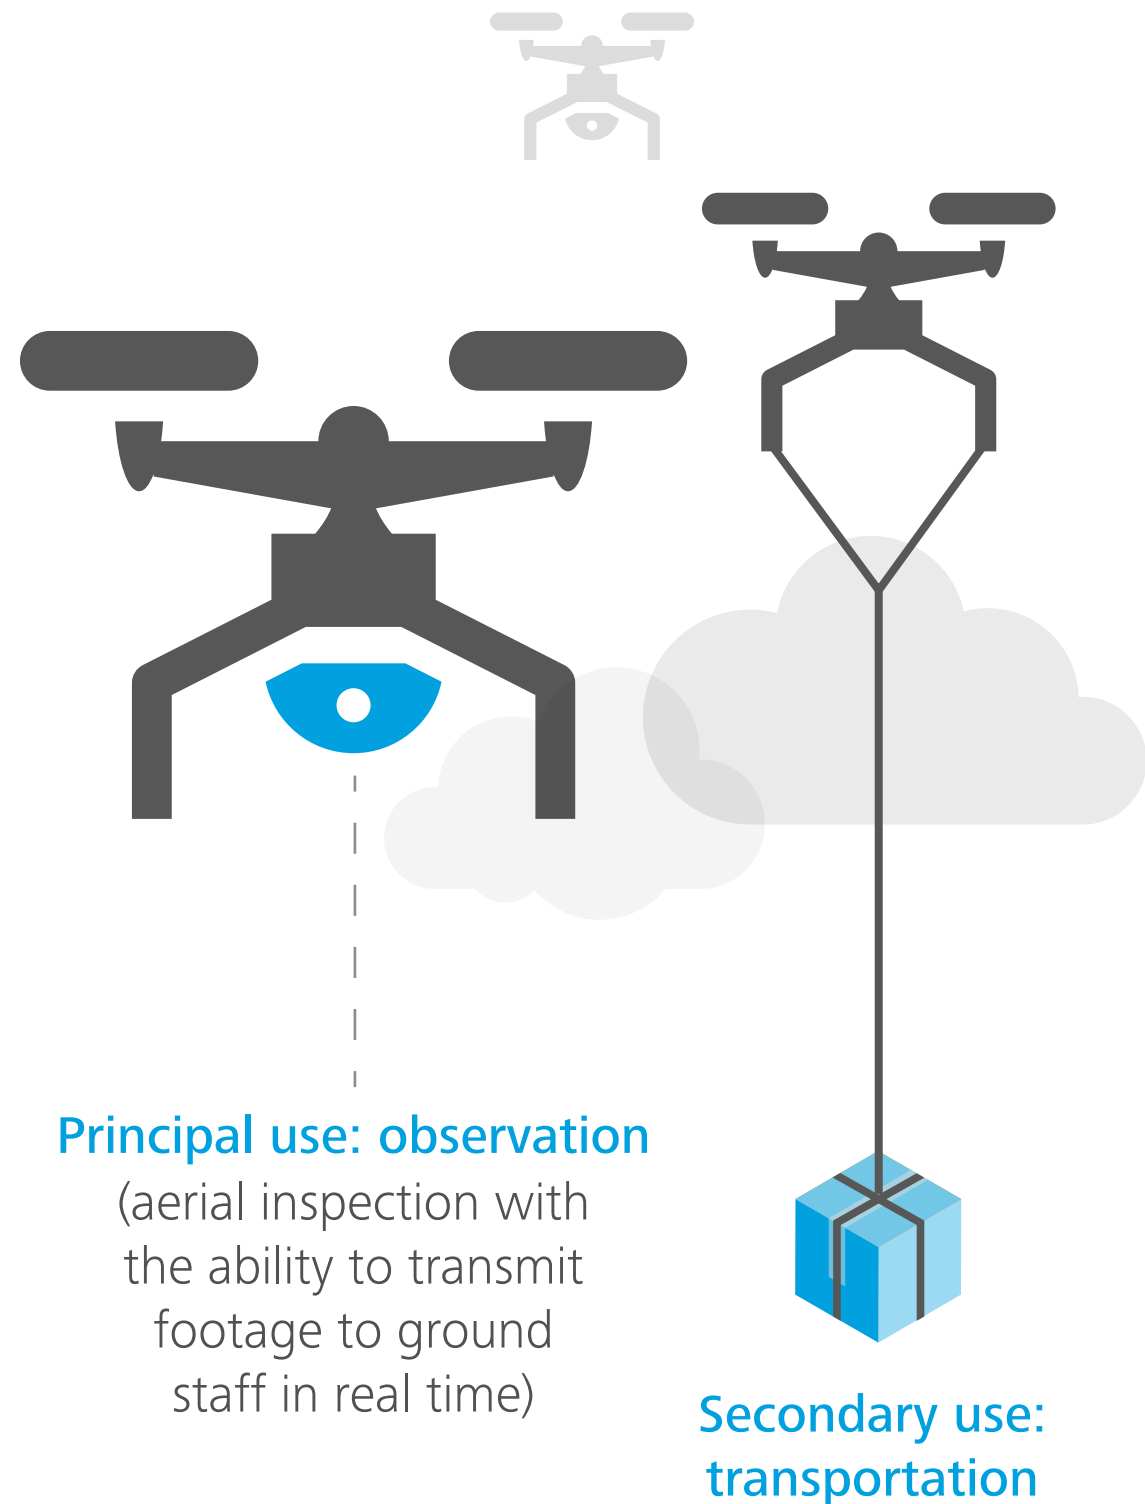 Principal use: observation
(aerial inspection with
the ability to transmit
footage to ground
staff in real time)
Secondary use:
transportation